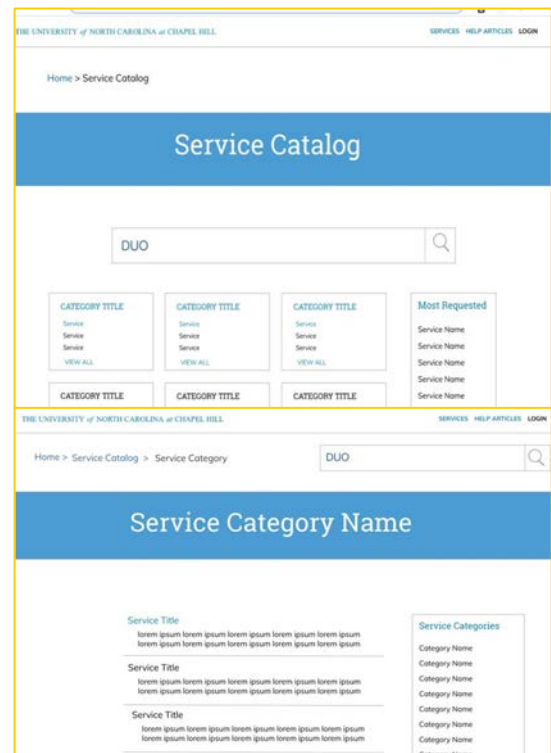 THE UNIVERSITY of NORTH CAROLINA at CHAPEL HILL
SERVICES HELP ARTICLES LOGIN
Home > Service Catalog
Service Catalog
DUO
CATEGORY TITLE
Service
Service
Service
VIEW ALL
CATEGORY TITLE
Service
Service
Service
VIEW ALL
CATEGORY TITLE
Service
Service
Service
VIEW ALL
Most Requested
Service Name
Service Name
Service Name
Service Name
Service Name
CATEGORY TITLE
CATEGORY TITLE
CATEGORY TITLE
THE UNIVERSITY of NORTH CAROLINA at CHAPEL HILL
SERVICES HELP ARTICLES LOGIN
Home > Service Catalog > Service Category
DUO
Service Category Name
Service Title
lorem ipsum lorem ipsum lorem ipsum lorem ipsum lorem ipsum
lorem ipsum lorem ipsum lorem ipsum lorem ipsum lorem ipsum
Service Title
lorem ipsum lorem ipsum lorem ipsum lorem ipsum lorem ipsum
lorem ipsum lorem ipsum lorem ipsum lorem ipsum lorem ipsum
Service Title
lorem ipsum lorem ipsum lorem ipsum lorem ipsum lorem ipsum
lorem ipsum lorem ipsum lorem ipsum lorem ipsum lorem ipsum
Service Categories
Category Name
Category Name
Category Name
Category Name
Category Name
Category Name
Category Name